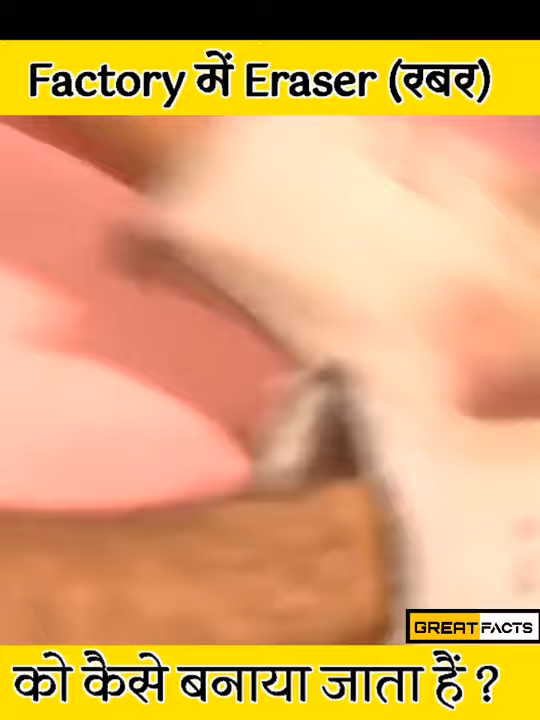 Factory में Eraser (रबर)
GREAT FACTS
को कैसे बनाया जाता हैं ?